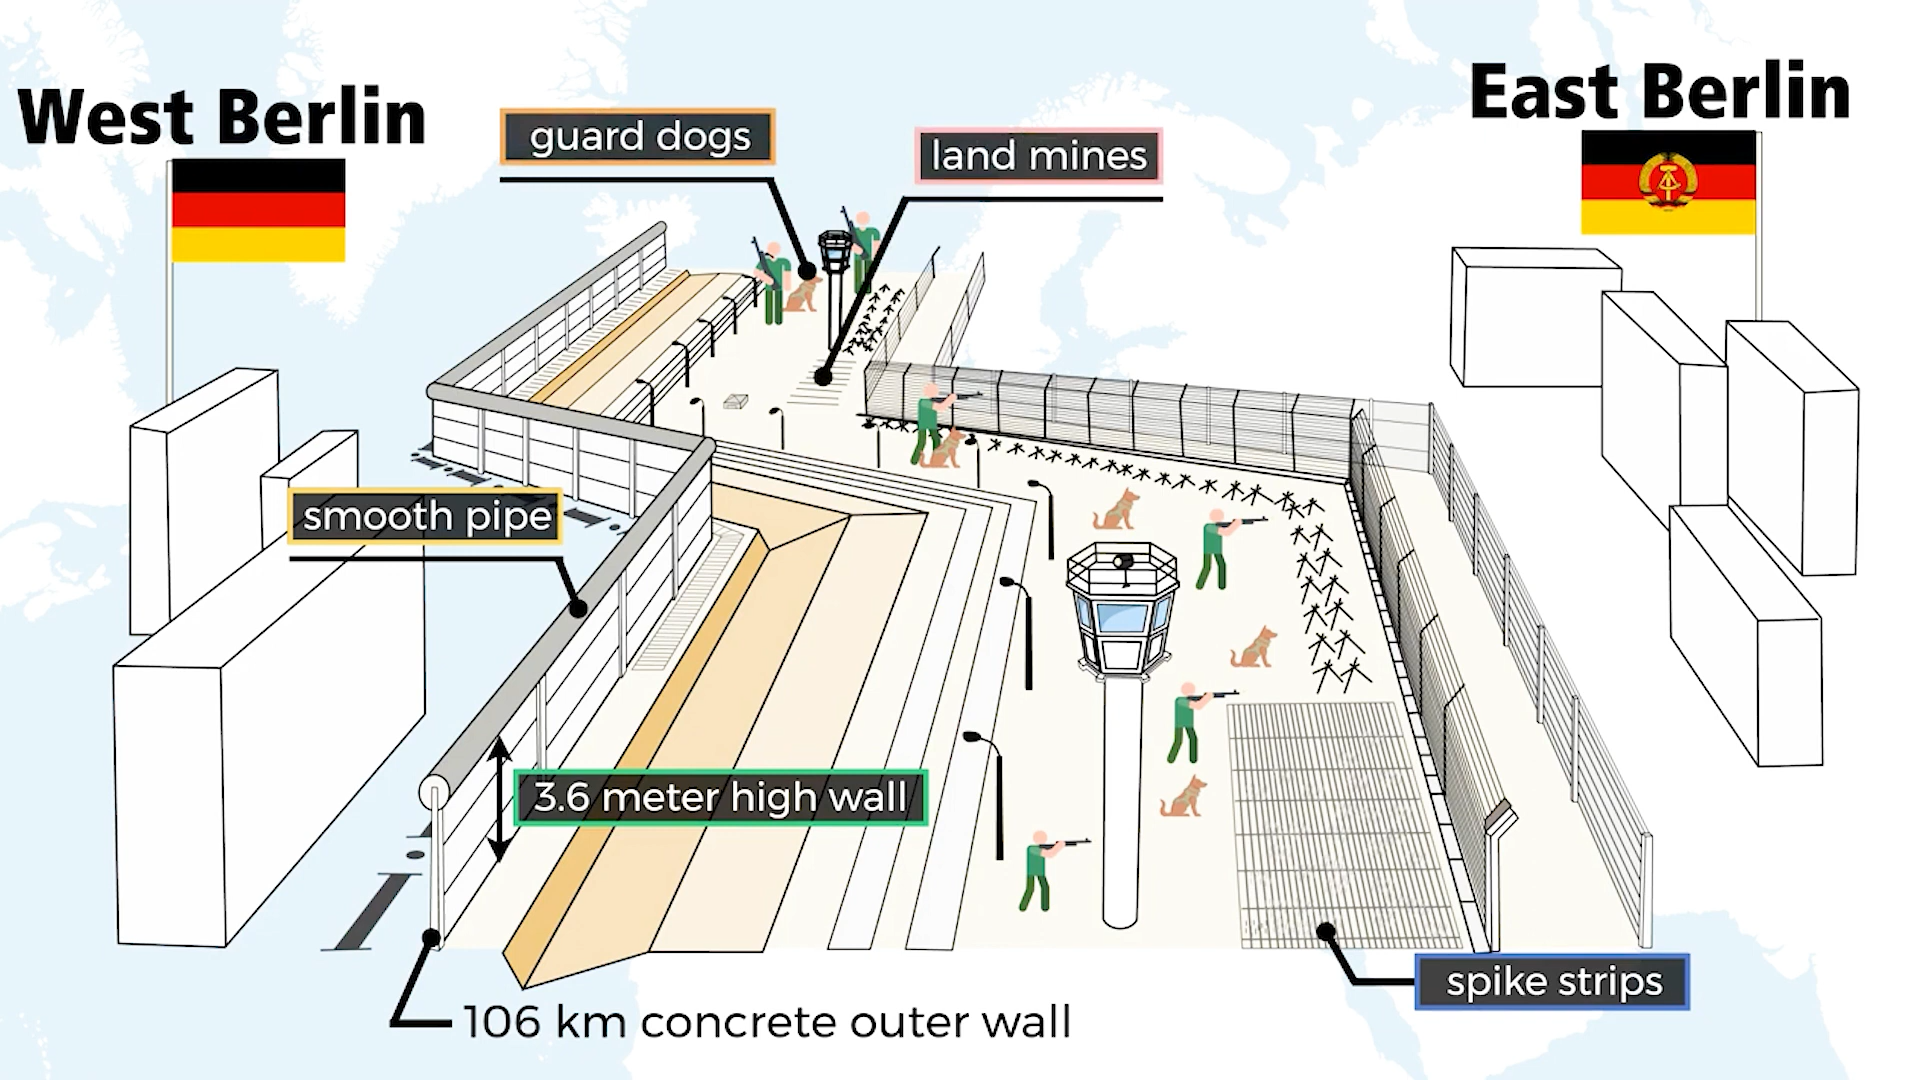 West Berlin
East Berlin
guard dogs
land mines
smooth pipe
3.6 meter high wall
spike strips
106 km concrete outer wall